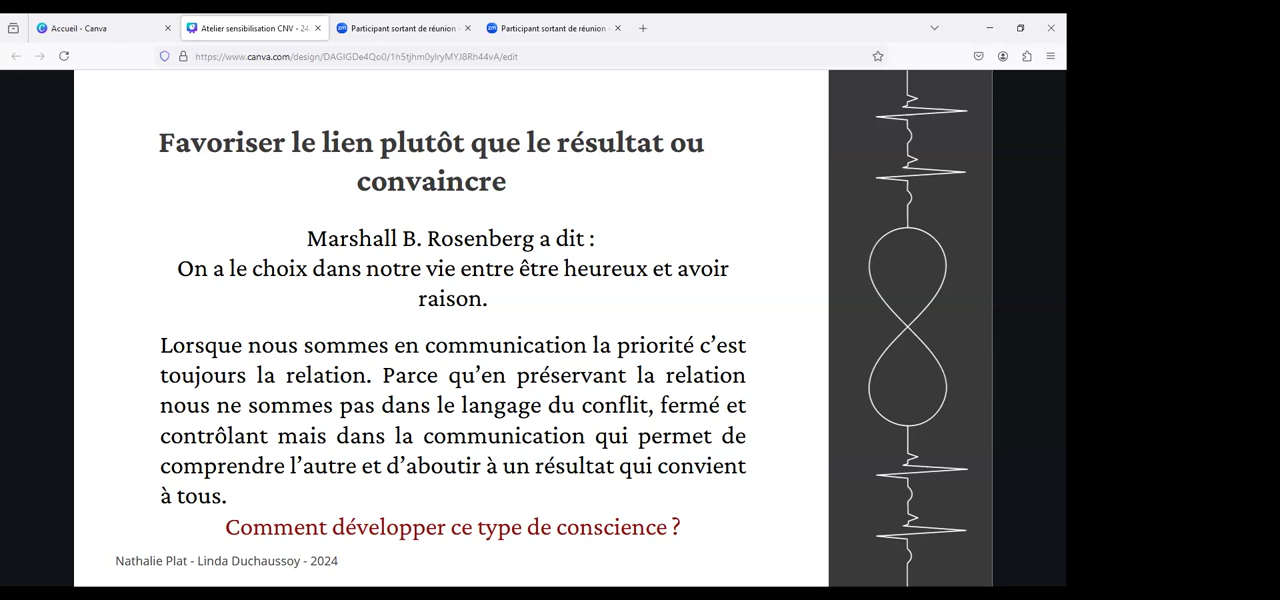 Accueil - Canva
Atelier sensibilisation CNV - 24.
Participant sortant de réunion -
Participant sortant de réunion -
https://www.canva.com/design/DAGIGDe4Qo0/1h5tjhm0ylryMYJ8Rh44vA/edit
Favoriser le lien plutôt que le résultat ou
convaincre
Marshall B. Rosenberg a dit :
On a le choix dans notre vie entre être heureux et avoir
raison.
Lorsque nous sommes en communication la priorité c’est
toujours la relation. Parce qu’en préservant la relation
nous ne sommes pas dans le langage du conflit, fermé et
contrôlant mais dans la communication qui permet de
comprendre l’autre et d’aboutir à un résultat qui convient
à tous.
Comment développer ce type de conscience ?
Nathalie Plat - Linda Duchaussoy - 2024